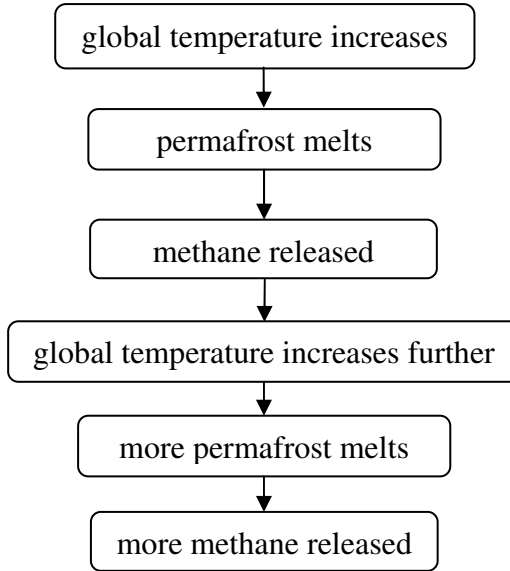 global temperature increases
permafrost melts
methane released
global temperature increases further
more permafrost melts
more methane released